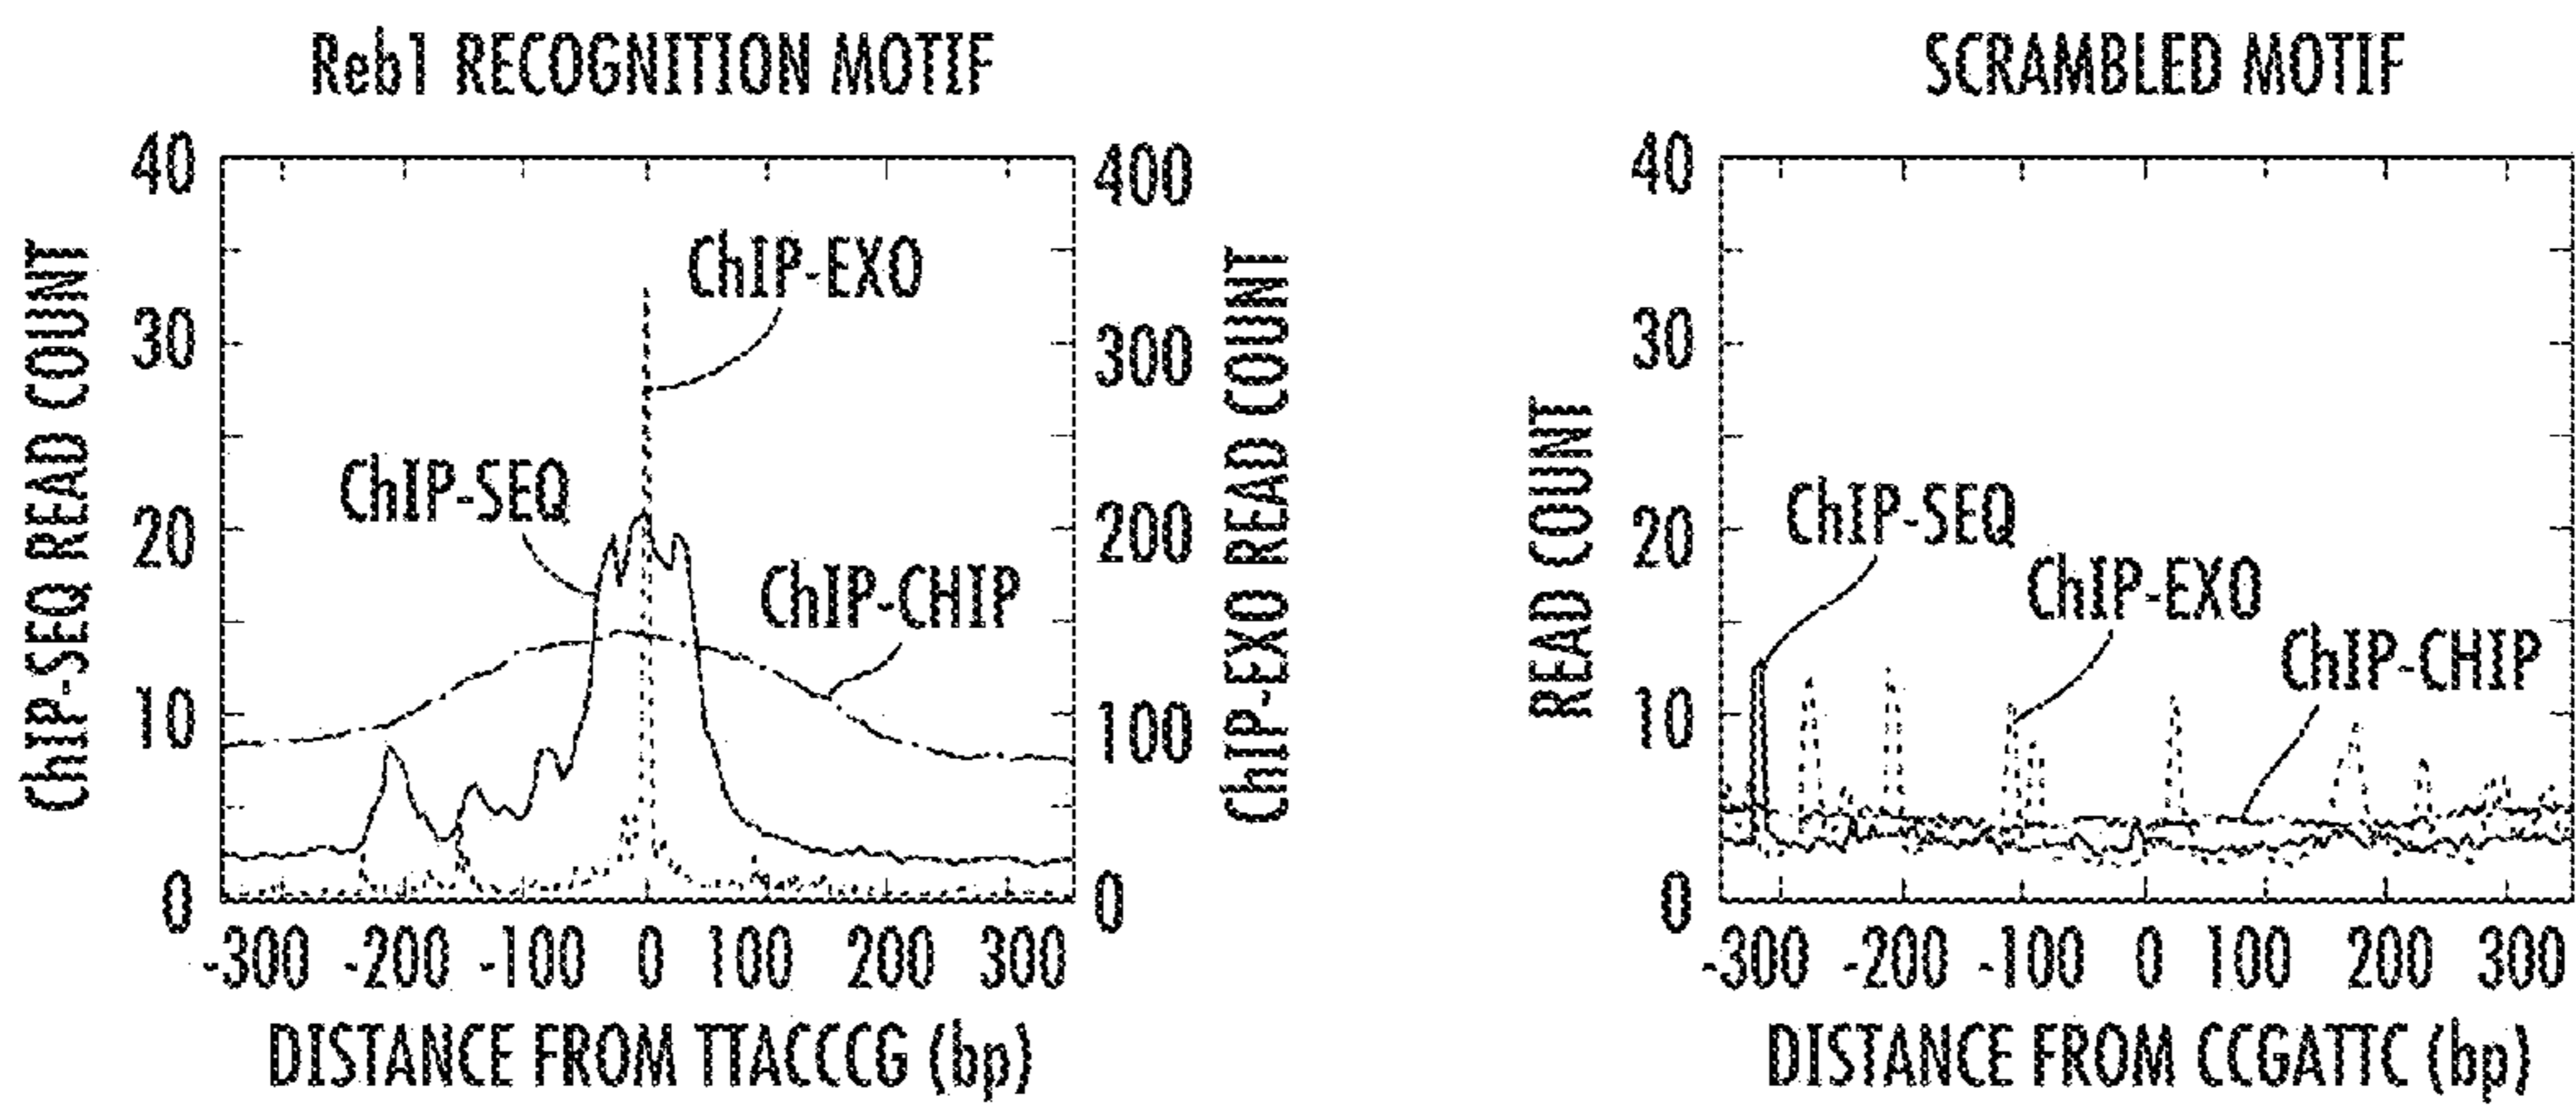 Reb1 RECOGNITION MOTIF
ChIP-SEQ READ COUNT
40
30
20
10
0
400
300
200
100
0
ChIP-EXO READ COUNT
ChIP-EXO
ChIP-SEQ
ChIP-CHIP
-300 -200 -100 0 100 200 300
DISTANCE FROM TTACCCG (bp)
SCRAMBLED MOTIF
READ COUNT
40
30
20
10
0
ChIP-SEQ
ChIP-EXO
ChIP-CHIP
-300 -200 -100 0 100 200 300
DISTANCE FROM CCGATTC (bp)